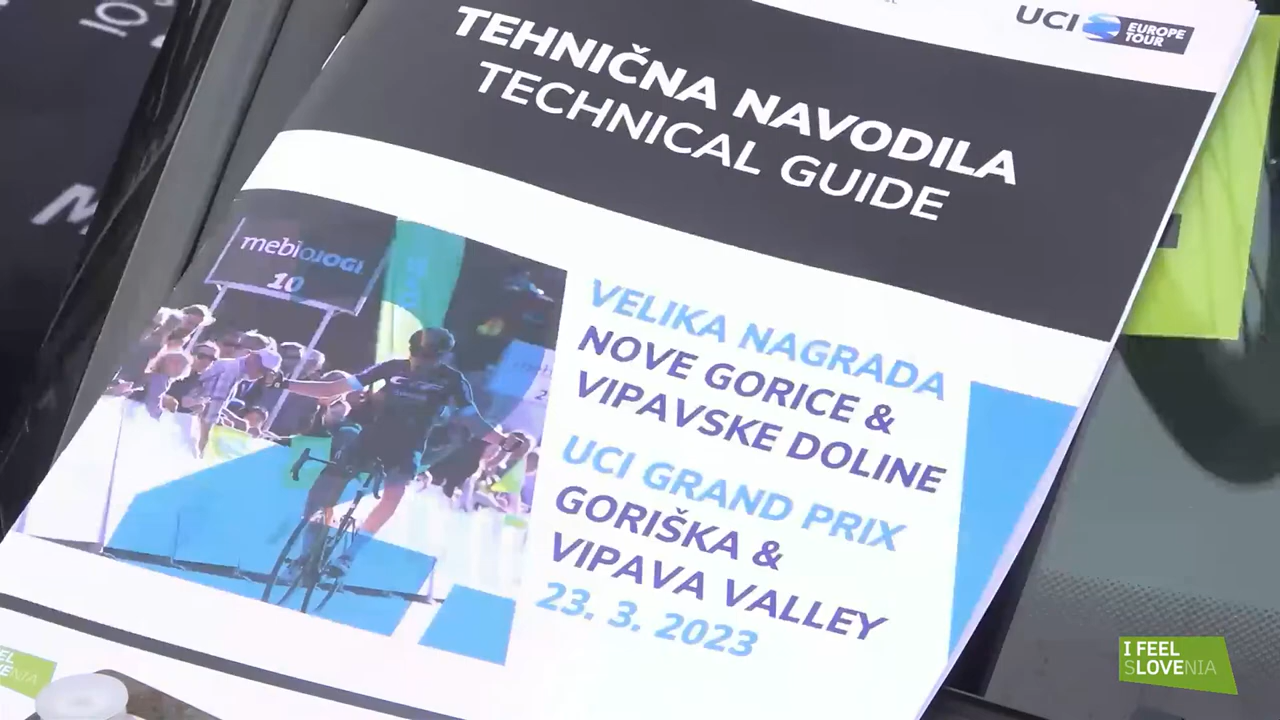 UCI EUROPE TOUR
TEHNIČNA NAVODILA
TECHNICAL GUIDE
mebloJOGI
10
VELIKA NAGRADA
NOVE GORICE &
VIPAVSKE DOLINE
UCI GRAND PRIX
GORIŠKA &
VIPAVA VALLEY
23. 3. 2023
I FEEL
SLOVENIA